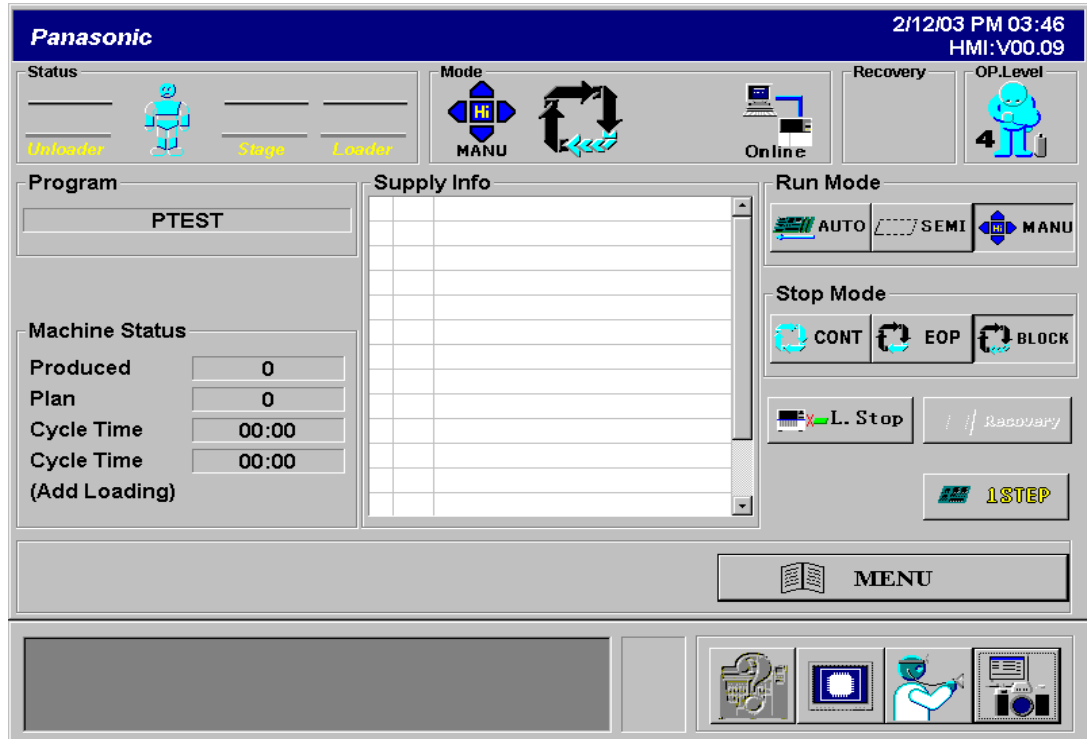 Panasonic
2/12/03 PM 03:46
HMI:V00.09
Status
Unloader
Stage
Loader
Mode
Hi
MANU
Online
Recovery
OP.Level
4
Program
PTEST
Supply Info
Run Mode
AUTO
SEMI
Hi
MANU
Stop Mode
CONT
EOP
BLOCK
Machine Status
Produced 0
Plan 0
Cycle Time 00:00
Cycle Time 00:00
(Add Loading)
L.Stop
Recovery
1STEP
MENU